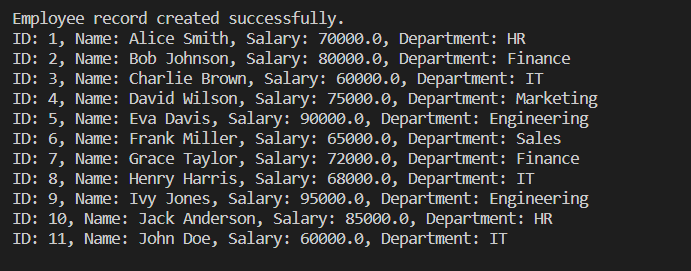 Employee record created successfully.
ID: 1, Name: Alice Smith, Salary: 70000.0, Department: HR
ID: 2, Name: Bob Johnson, Salary: 80000.0, Department: Finance
ID: 3, Name: Charlie Brown, Salary: 60000.0, Department: IT
ID: 4, Name: David Wilson, Salary: 75000.0, Department: Marketing
ID: 5, Name: Eva Davis, Salary: 90000.0, Department: Engineering
ID: 6, Name: Frank Miller, Salary: 65000.0, Department: Sales
ID: 7, Name: Grace Taylor, Salary: 72000.0, Department: Finance
ID: 8, Name: Henry Harris, Salary: 68000.0, Department: IT
ID: 9, Name: Ivy Jones, Salary: 95000.0, Department: Engineering
ID: 10, Name: Jack Anderson, Salary: 85000.0, Department: HR
ID: 11, Name: John Doe, Salary: 60000.0, Department: IT